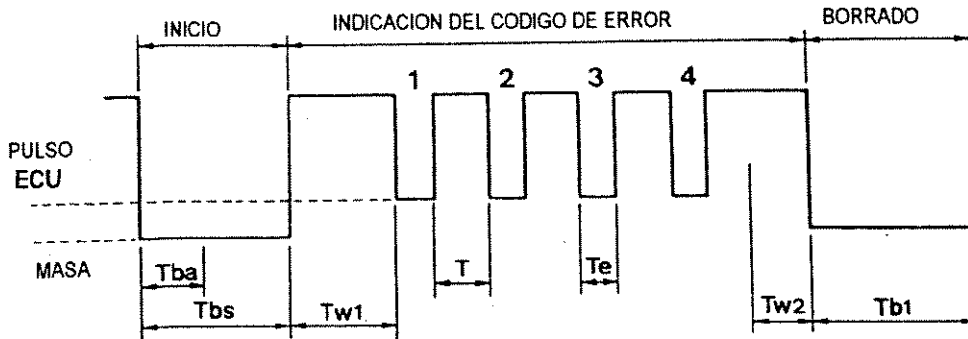 INICIO
INDICACION DEL CODIGO DE ERROR
BORRADO
1 2 3 4
PULSO
ECU
MASA
Tba
T
Te
Tbs
Tw1
Tw2
Tb1